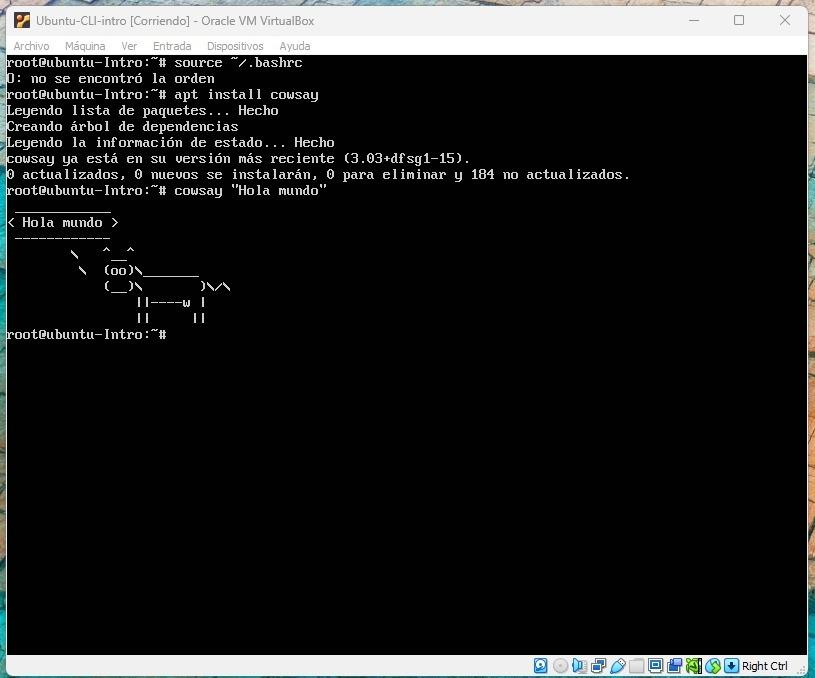 Ubuntu-CLI-intro [Corriendo] - Oracle VM VirtualBox
Archivo Máquina Ver Entrada Dispositivos Ayuda
root@ubuntu-Intro:~# source ~/.bashrc
O: no se encontró la orden
root@ubuntu-Intro:~# apt install cowsay
Leyendo lista de paquetes... Hecho
Creando árbol de dependencias
Leyendo la información de estado... Hecho
cowsay ya está en su versión más reciente (3.03+dfsg1-15).
0 actualizados, 0 nuevos se instalarán, 0 para eliminar y 184 no actualizados.
root@ubuntu-Intro:~# cowsay "Hola mundo"
 ____________
< Hola mundo >
 ------------
        \   ^__^
         \  (oo)\_______
            (__)\       )\/\
                ||----w |
                ||     ||
root@ubuntu-Intro:~#
Right Ctrl